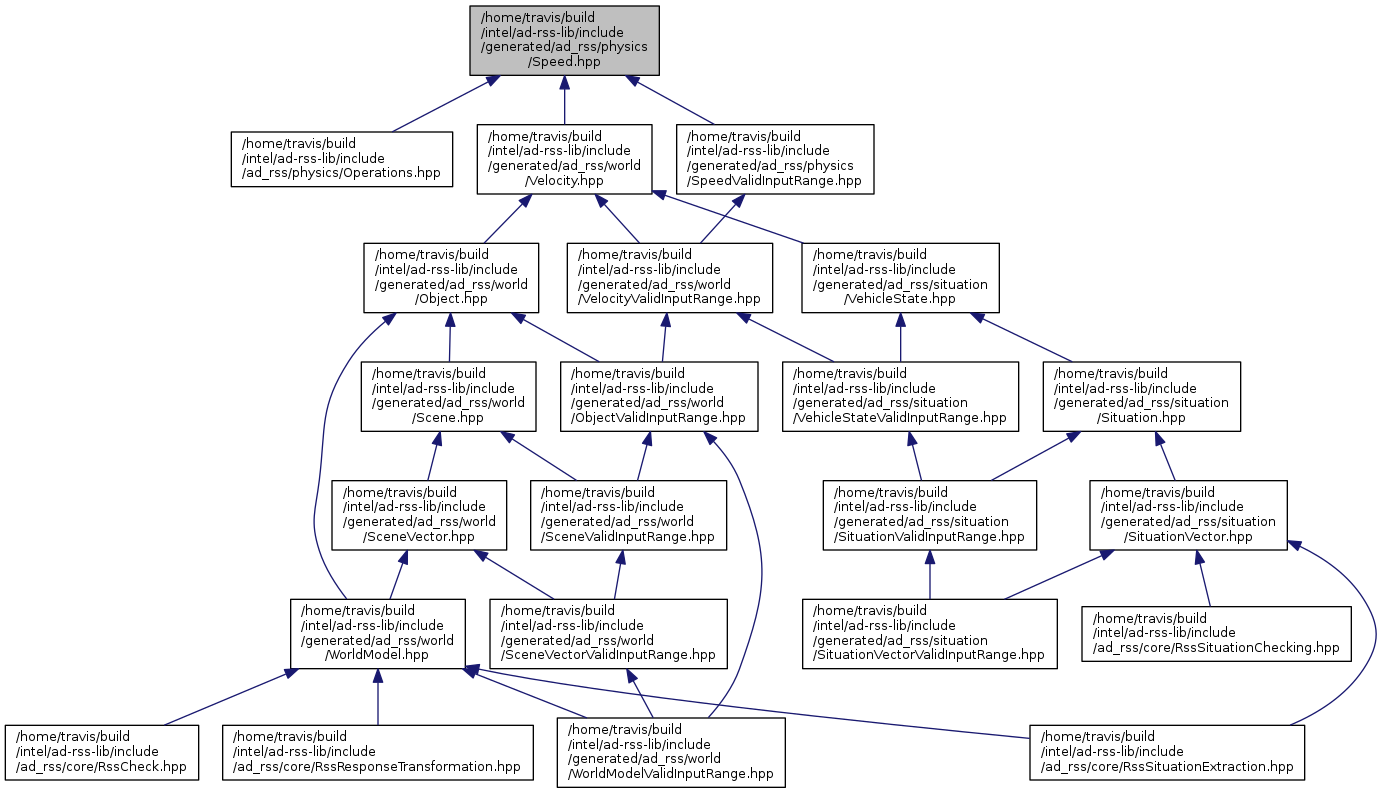 /home/travis/build
/intel/ad-rss-lib/include
/generated/ad_rss/physics
/Speed.hpp
/home/travis/build
/intel/ad-rss-lib/include
/ad_rss/physics/Operations.hpp
/home/travis/build
/intel/ad-rss-lib/include
/generated/ad_rss/world
/Velocity.hpp
/home/travis/build
/intel/ad-rss-lib/include
/generated/ad_rss/physics
/SpeedValidInputRange.hpp
/home/travis/build
/intel/ad-rss-lib/include
/generated/ad_rss/world
/Object.hpp
/home/travis/build
/intel/ad-rss-lib/include
/generated/ad_rss/world
/VelocityValidInputRange.hpp
/home/travis/build
/intel/ad-rss-lib/include
/generated/ad_rss/situation
/VehicleState.hpp
/home/travis/build
/intel/ad-rss-lib/include
/generated/ad_rss/world
/Scene.hpp
/home/travis/build
/intel/ad-rss-lib/include
/generated/ad_rss/world
/ObjectValidInputRange.hpp
/home/travis/build
/intel/ad-rss-lib/include
/generated/ad_rss/situation
/VehicleStateValidInputRange.hpp
/home/travis/build
/intel/ad-rss-lib/include
/generated/ad_rss/situation
/Situation.hpp
/home/travis/build
/intel/ad-rss-lib/include
/generated/ad_rss/world
/SceneVector.hpp
/home/travis/build
/intel/ad-rss-lib/include
/generated/ad_rss/world
/SceneValidInputRange.hpp
/home/travis/build
/intel/ad-rss-lib/include
/generated/ad_rss/situation
/SituationValidInputRange.hpp
/home/travis/build
/intel/ad-rss-lib/include
/generated/ad_rss/situation
/SituationVector.hpp
/home/travis/build
/intel/ad-rss-lib/include
/generated/ad_rss/world
/WorldModel.hpp
/home/travis/build
/intel/ad-rss-lib/include
/generated/ad_rss/world
/SceneVectorValidInputRange.hpp
/home/travis/build
/intel/ad-rss-lib/include
/generated/ad_rss/situation
/SituationVectorValidInputRange.hpp
/home/travis/build
/intel/ad-rss-lib/include
/ad_rss/core/RssSituationChecking.hpp
/home/travis/build
/intel/ad-rss-lib/include
/ad_rss/core/RssCheck.hpp
/home/travis/build
/intel/ad-rss-lib/include
/ad_rss/core/RssResponseTransformation.hpp
/home/travis/build
/intel/ad-rss-lib/include
/generated/ad_rss/world
/WorldModelValidInputRange.hpp
/home/travis/build
/intel/ad-rss-lib/include
/ad_rss/core/RssSituationExtraction.hpp